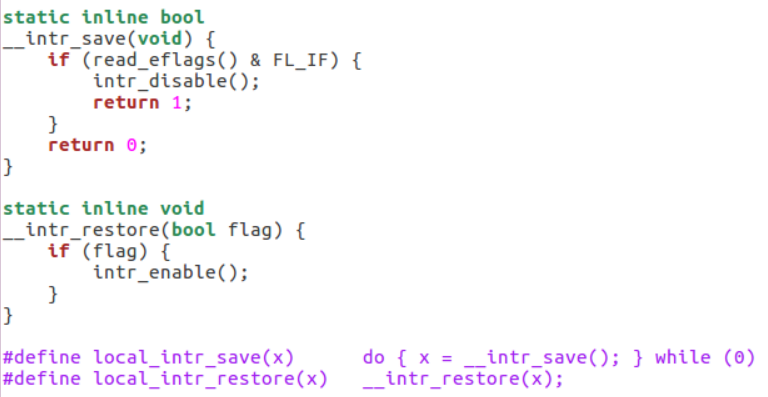 static inline bool
__intr_save(void) {
    if (read_eflags() & FL_IF) {
        intr_disable();
        return 1;
    }
    return 0;
}

static inline void
__intr_restore(bool flag) {
    if (flag) {
        intr_enable();
    }
}

#define local_intr_save(x)      do { x = __intr_save(); } while (0)
#define local_intr_restore(x)   __intr_restore(x);